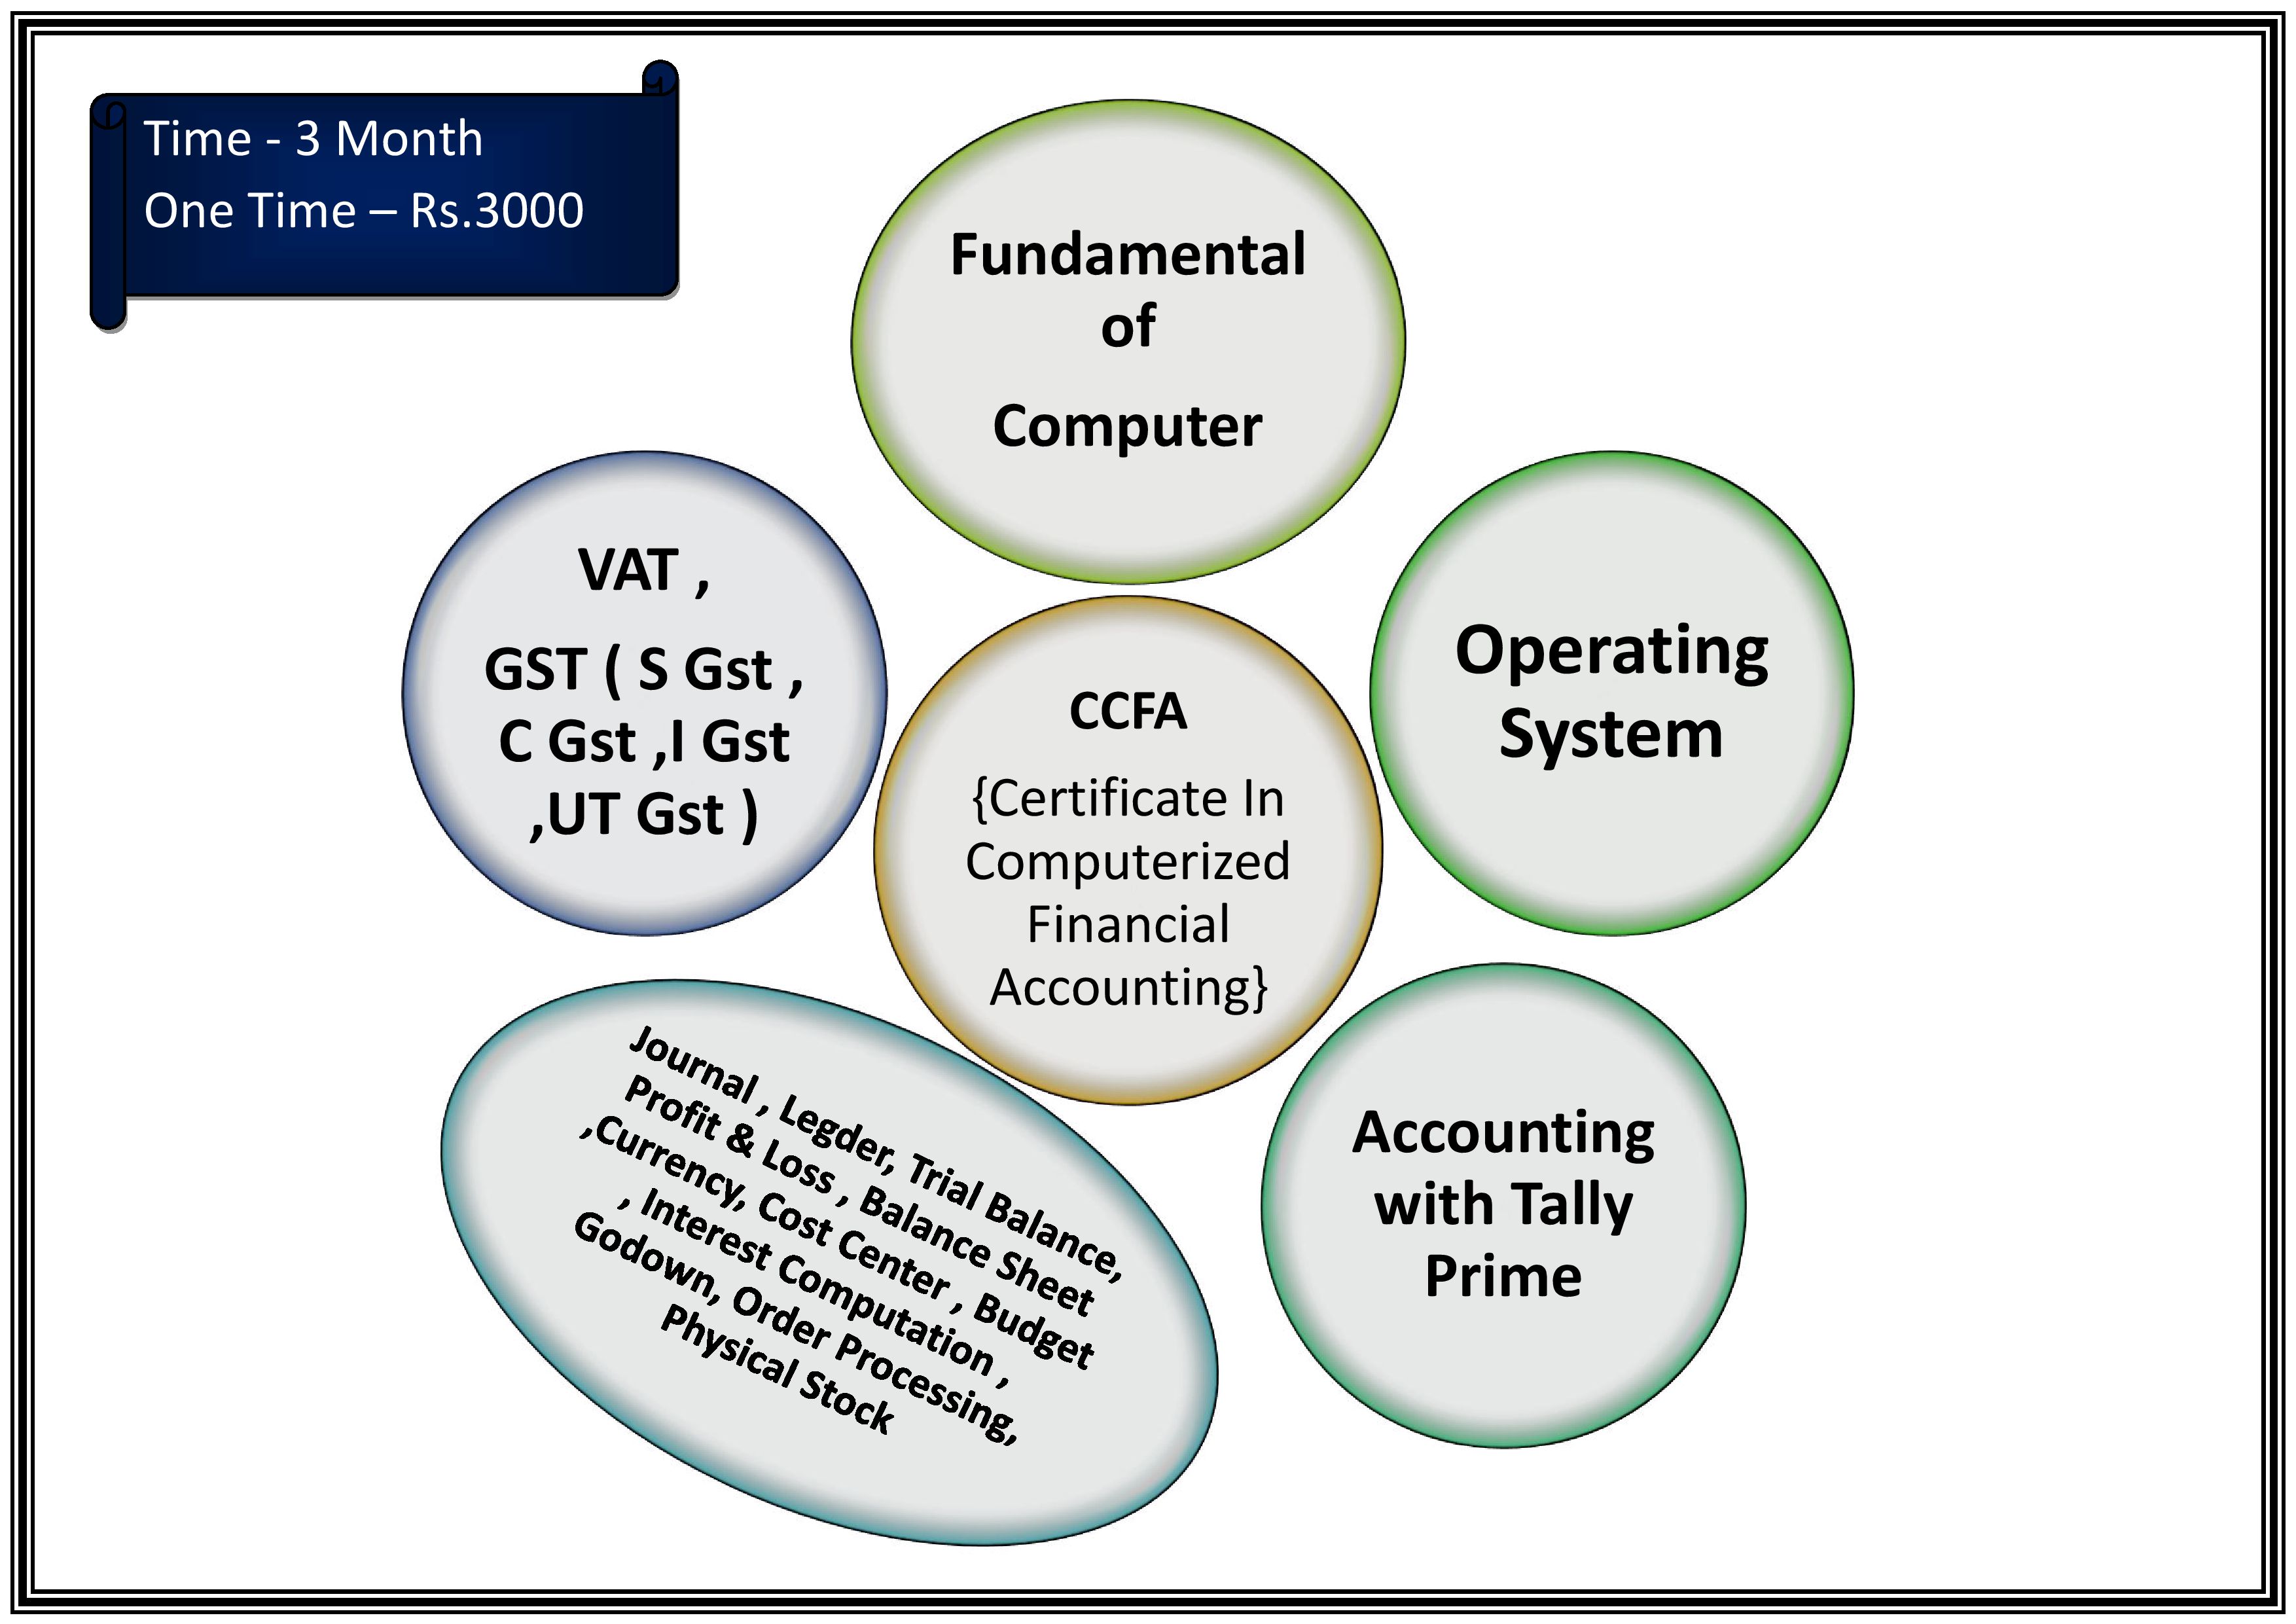 Time - 3 Month
One Time – Rs.3000
Fundamental
of
Computer
Operating
System
Accounting
with Tally
Prime
Journal , Legder, Trial Balance,
Profit & Loss , Balance Sheet
,Currency, Cost Center , Budget
, Interest Computation ,
Godown, Order Processing,
Physical Stock
VAT ,
GST ( S Gst ,
C Gst ,I Gst
,UT Gst )
CCFA
{Certificate In
Computerized
Financial
Accounting}